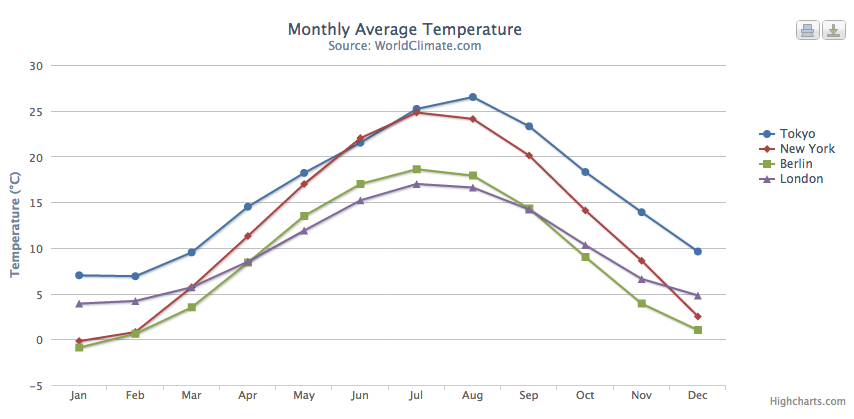 Monthly Average Temperature
Source: WorldClimate.com
Temperature (°C)
30
25
20
15
10
5
0
−5
Jan Feb Mar Apr May Jun Jul Aug Sep Oct Nov Dec
Tokyo
New York
Berlin
London
Highcharts.com